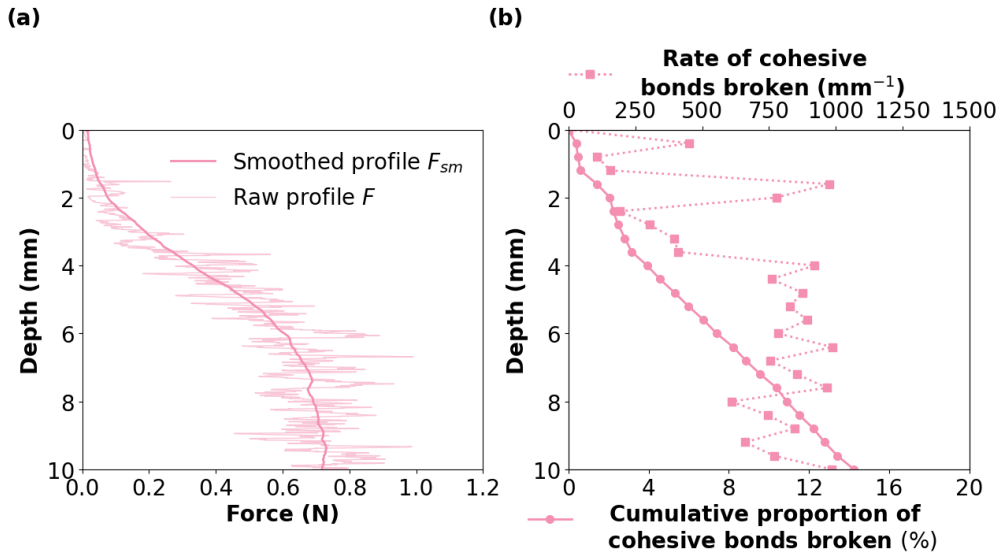 (a)
(b)
Rate of cohesive
bonds broken (mm⁻¹)
0 250 500 750 1000 1250 1500
0
2
4
6
8
10
Depth (mm)
Smoothed profile Fsm
Raw profile F
0.0 0.2 0.4 0.6 0.8 1.0 1.2
Force (N)
0
2
4
6
8
10
Depth (mm)
0 4 8 12 16 20
Cumulative proportion of
cohesive bonds broken (%)